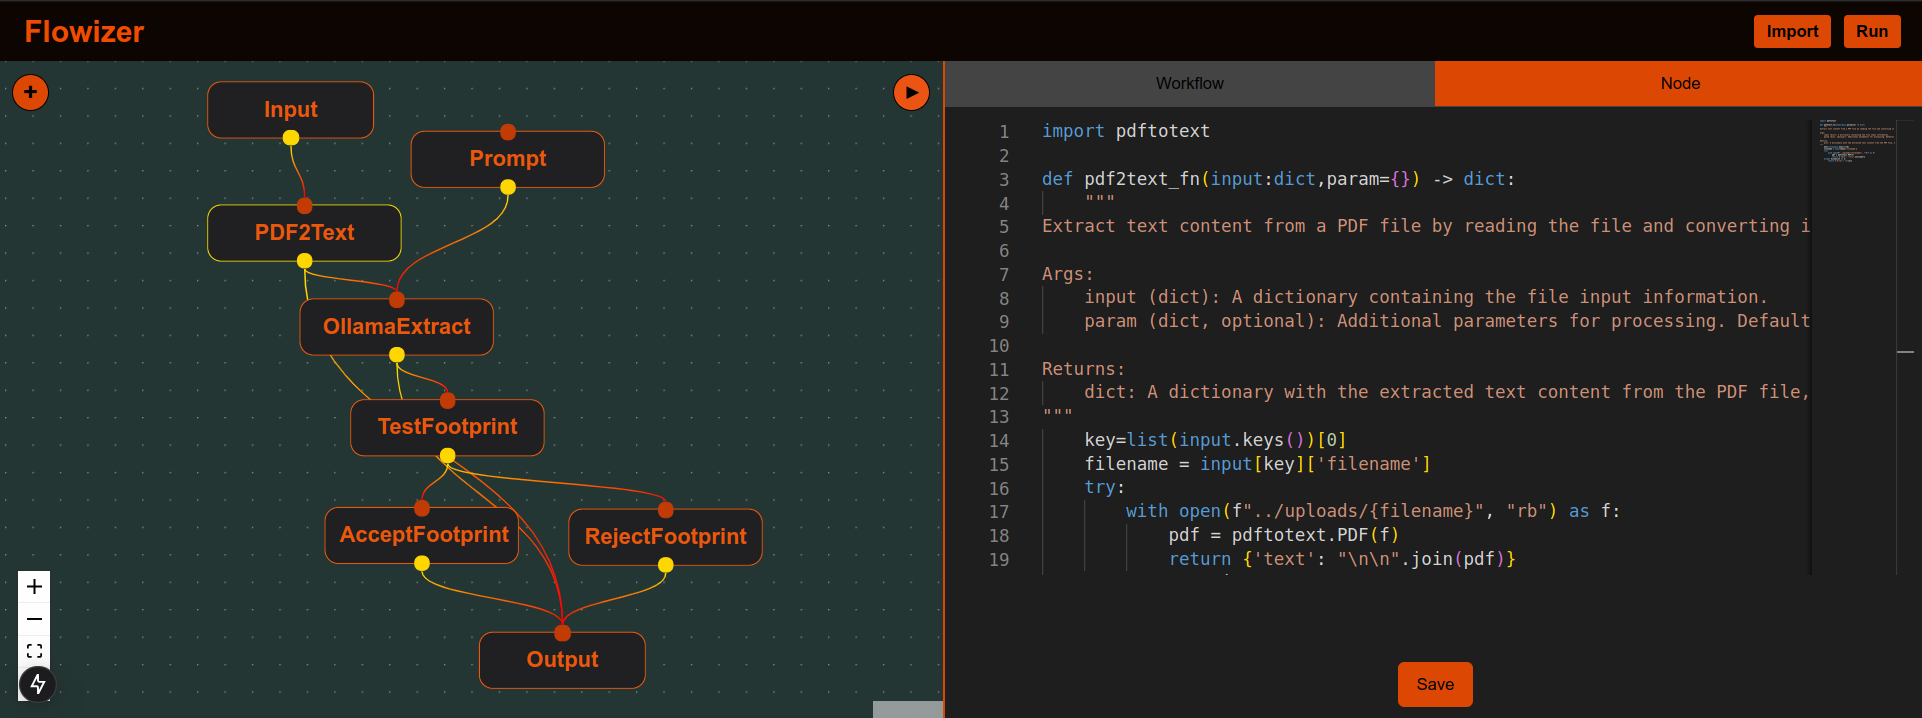 Flowizer
Import
Run
+
Input
Prompt
PDF2Text
OllamaExtract
TestFootprint
AcceptFootprint
RejectFootprint
Output
Workflow
Node
1 import pdftotext
2
3 def pdf2text_fn(input:dict,param={}) -> dict:
4     """
5 Extract text content from a PDF file by reading the file and converting i
6
7 Args:
8     input (dict): A dictionary containing the file input information.
9     param (dict, optional): Additional parameters for processing. Default
10
11 Returns:
12     dict: A dictionary with the extracted text content from the PDF file,
13 """
14     key=list(input.keys())[0]
15     filename = input[key]['filename']
16     try:
17         with open(f"../uploads/{filename}", "rb") as f:
18             pdf = pdftotext.PDF(f)
19             return {'text': "\n\n".join(pdf)}
Save